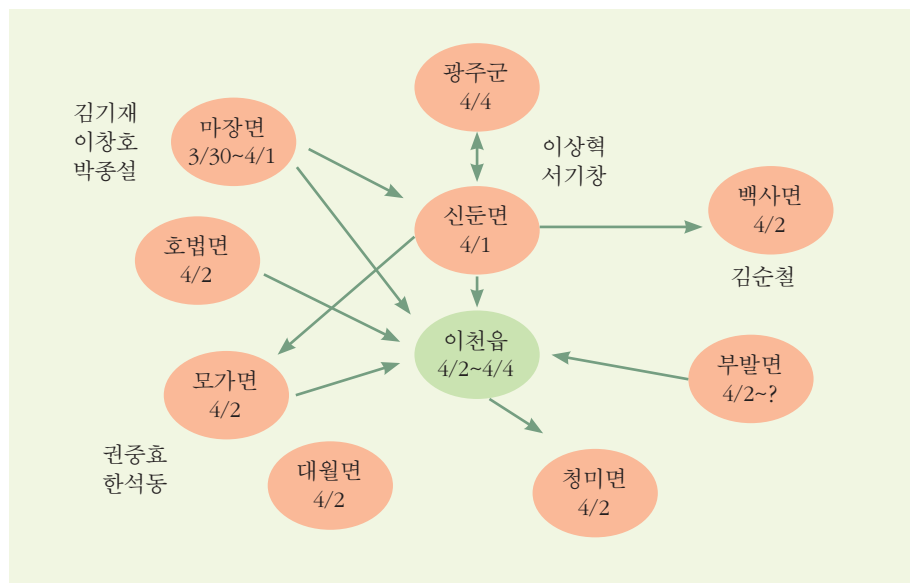 광주군
4/4
김기재
이창호
박종설
마장면
3/30~4/1
이상혁
서기창
백사면
4/2
김순철
신둔면
4/1
호법면
4/2
이천읍
4/2~4/4
부발면
4/2~?
모가면
4/2
권중효
한석동
대월면
4/2
청미면
4/2